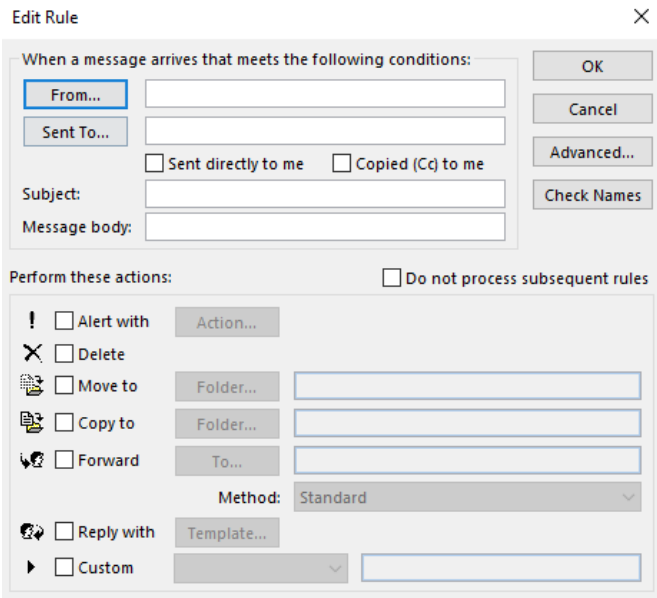 Edit Rule
When a message arrives that meets the following conditions:
OK
From...
Cancel
Sent To...
Advanced...
Sent directly to me Copied (Cc) to me
Subject:
Check Names
Message body:
Perform these actions: Do not process subsequent rules
Alert with Action...
Delete
Move to Folder...
Copy to Folder...
Forward To...
Method: Standard
Reply with Template...
Custom